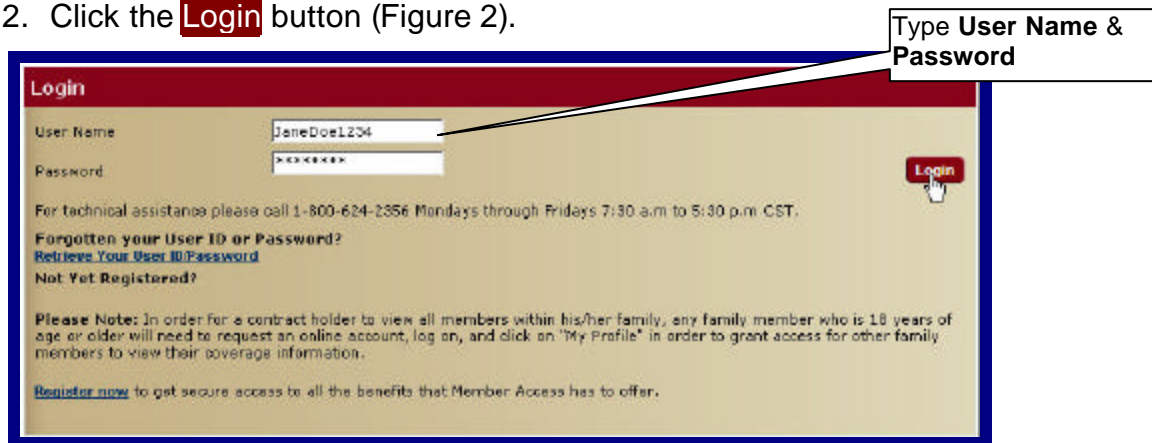 2. Click the Login button (Figure 2).
Type User Name &
Password
Login
User Name
JaneDoe1234
Password
********
Login
For technical assistance please call 1-800-624-2356 Mondays through Fridays 7:30 a.m to 5:30 p.m CST.
Forgotten your User ID or Password?
Retrieve Your User ID/Password
Not Yet Registered?
Please Note: In order for a contract holder to view all members within his/her family, any family member who is 18 years of
age or older will need to request an online account, log on, and click on "My Profile" in order to grant access for other family
members to view their coverage information.
Register now to get secure access to all the benefits that Member Access has to offer.